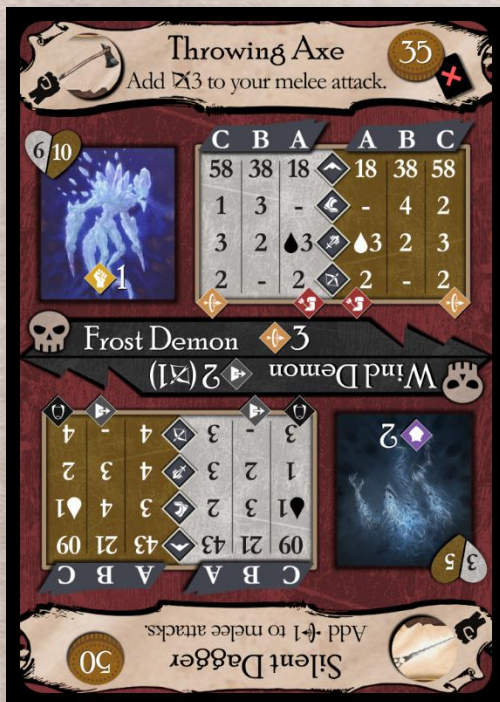 Throwing Axe
35
Add 3 to your melee attack.
6 10
1
C B A A B C
58 38 18 18 38 58
1 3 - - 4 2
3 2 3 3 2 3
2 - 2 2 - 2
Frost Demon 3
Wind Demon 2 (1)
Silent Dagger
50
Add 1 to melee attacks.
3 5
2
C B A A B C
60 21 43 43 21 60
1 3 2 3 4 1
1 2 3 4 3 2
3 - 3 4 - 4